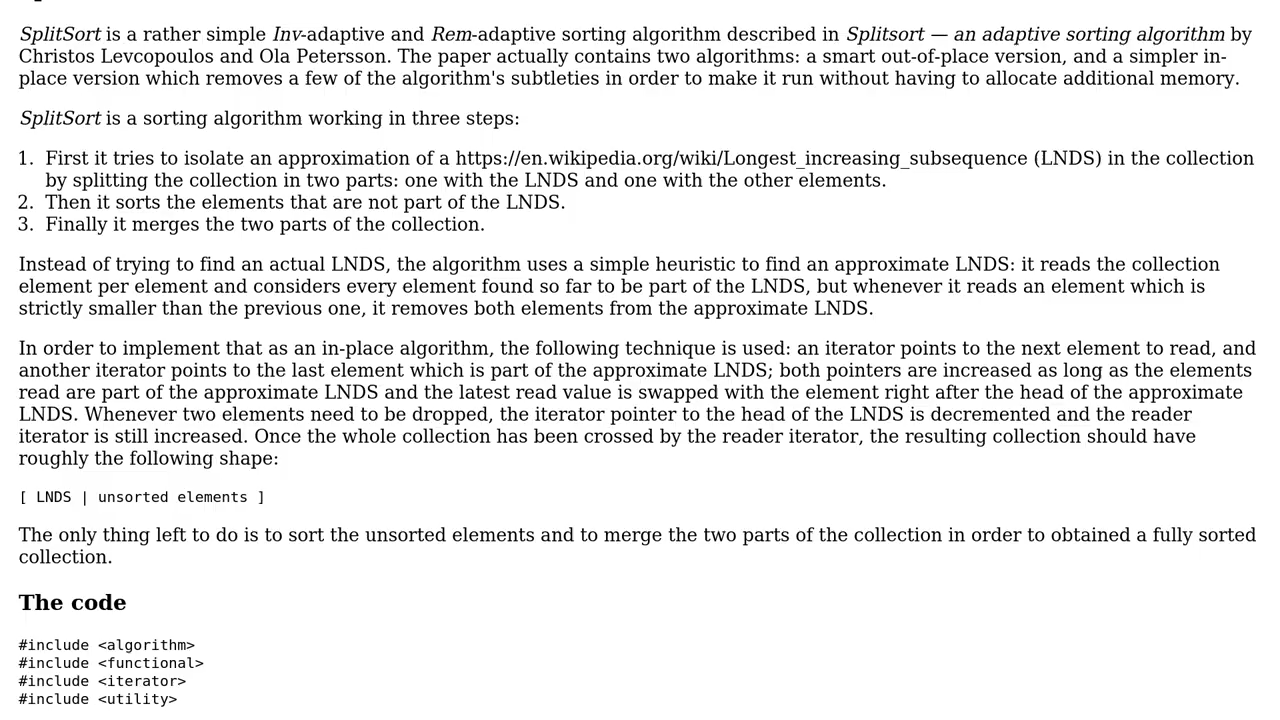 SplitSort is a rather simple Inv-adaptive and Rem-adaptive sorting algorithm described in Splitsort — an adaptive sorting algorithm by
Christos Levcopoulos and Ola Petersson. The paper actually contains two algorithms: a smart out-of-place version, and a simpler in-
place version which removes a few of the algorithm's subtleties in order to make it run without having to allocate additional memory.
SplitSort is a sorting algorithm working in three steps:
1. First it tries to isolate an approximation of a https://en.wikipedia.org/wiki/Longest_increasing_subsequence (LNDS) in the collection
by splitting the collection in two parts: one with the LNDS and one with the other elements.
2. Then it sorts the elements that are not part of the LNDS.
3. Finally it merges the two parts of the collection.
Instead of trying to find an actual LNDS, the algorithm uses a simple heuristic to find an approximate LNDS: it reads the collection
element per element and considers every element found so far to be part of the LNDS, but whenever it reads an element which is
strictly smaller than the previous one, it removes both elements from the approximate LNDS.
In order to implement that as an in-place algorithm, the following technique is used: an iterator points to the next element to read, and
another iterator points to the last element which is part of the approximate LNDS; both pointers are increased as long as the elements
read are part of the approximate LNDS and the latest read value is swapped with the element right after the head of the approximate
LNDS. Whenever two elements need to be dropped, the iterator pointer to the head of the LNDS is decremented and the reader
iterator is still increased. Once the whole collection has been crossed by the reader iterator, the resulting collection should have
roughly the following shape:
[ LNDS | unsorted elements ]
The only thing left to do is to sort the unsorted elements and to merge the two parts of the collection in order to obtained a fully sorted
collection.
The code
#include <algorithm>
#include <functional>
#include <iterator>
#include <utility>